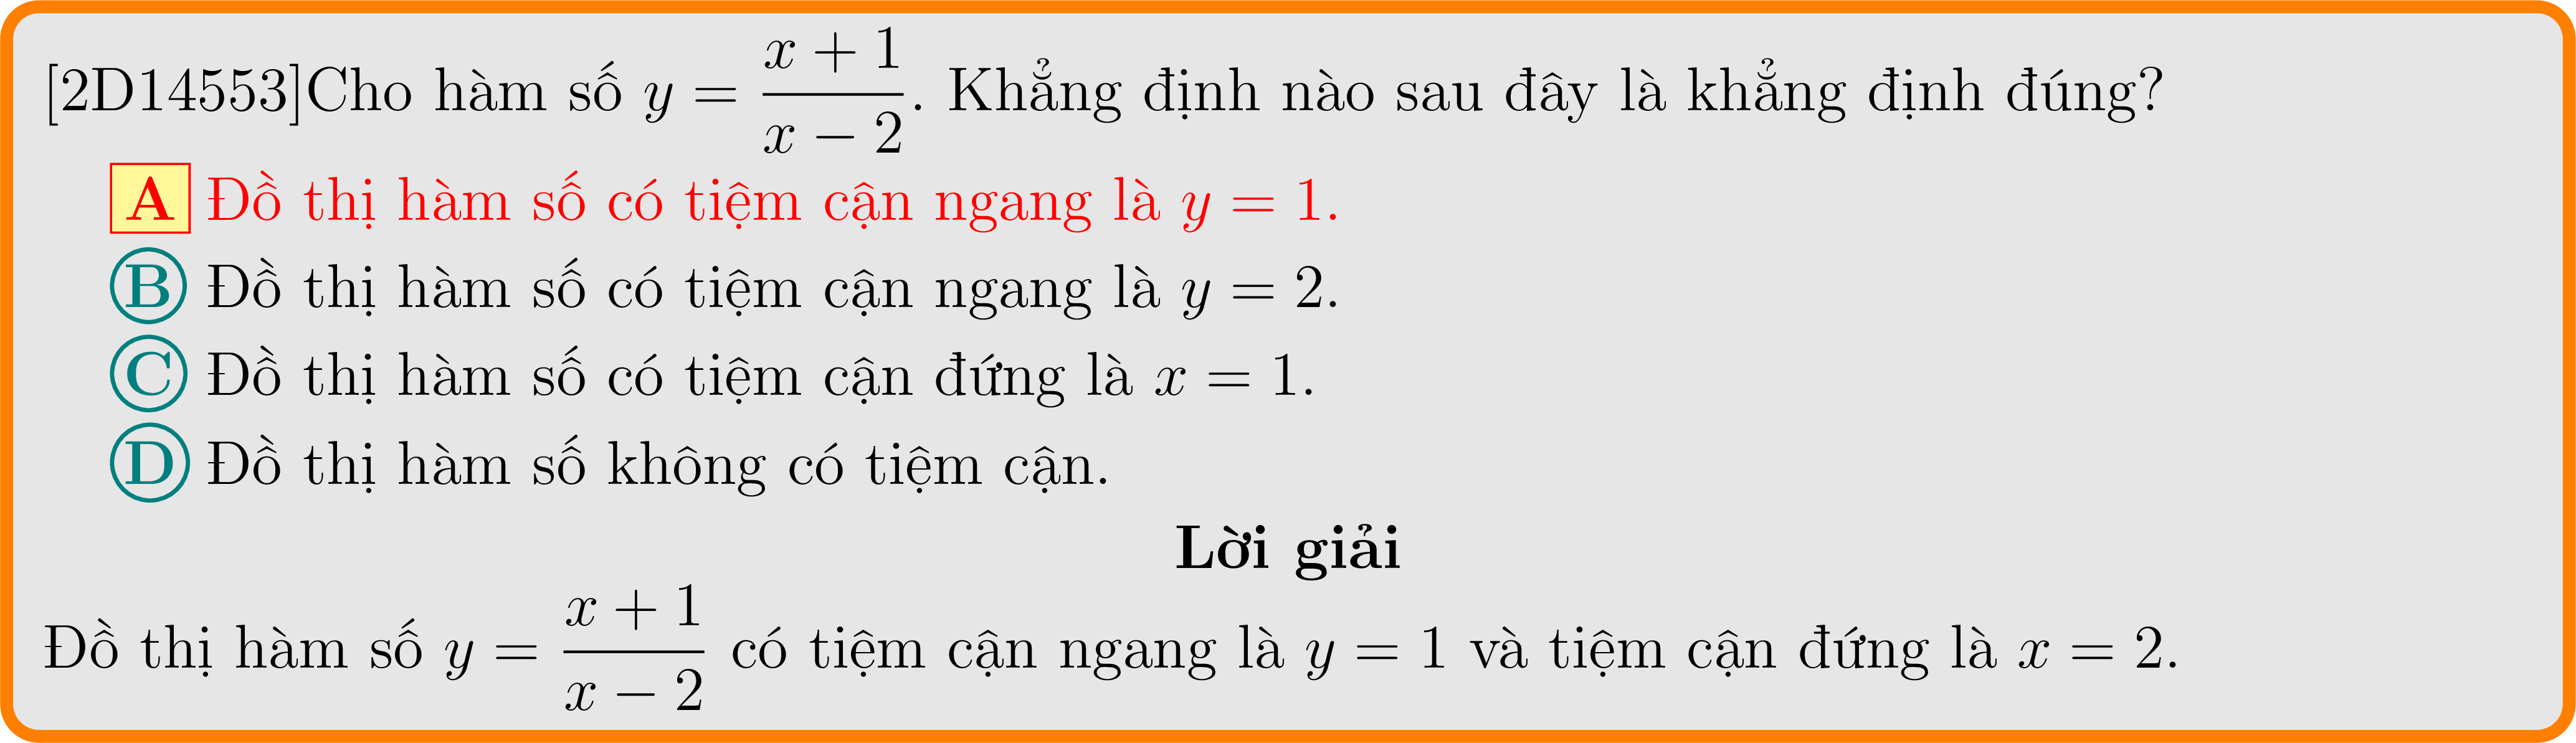 [2D14553]Cho hàm số $y = \dfrac{x+1}{x-2}$. Khẳng định nào sau đây là khẳng định đúng?
A Đồ thị hàm số có tiệm cận ngang là $y = 1$.
B Đồ thị hàm số có tiệm cận ngang là $y = 2$.
C Đồ thị hàm số có tiệm cận đứng là $x = 1$.
D Đồ thị hàm số không có tiệm cận.
Lời giải
Đồ thị hàm số $y = \dfrac{x+1}{x-2}$ có tiệm cận ngang là $y = 1$ và tiệm cận đứng là $x = 2$.